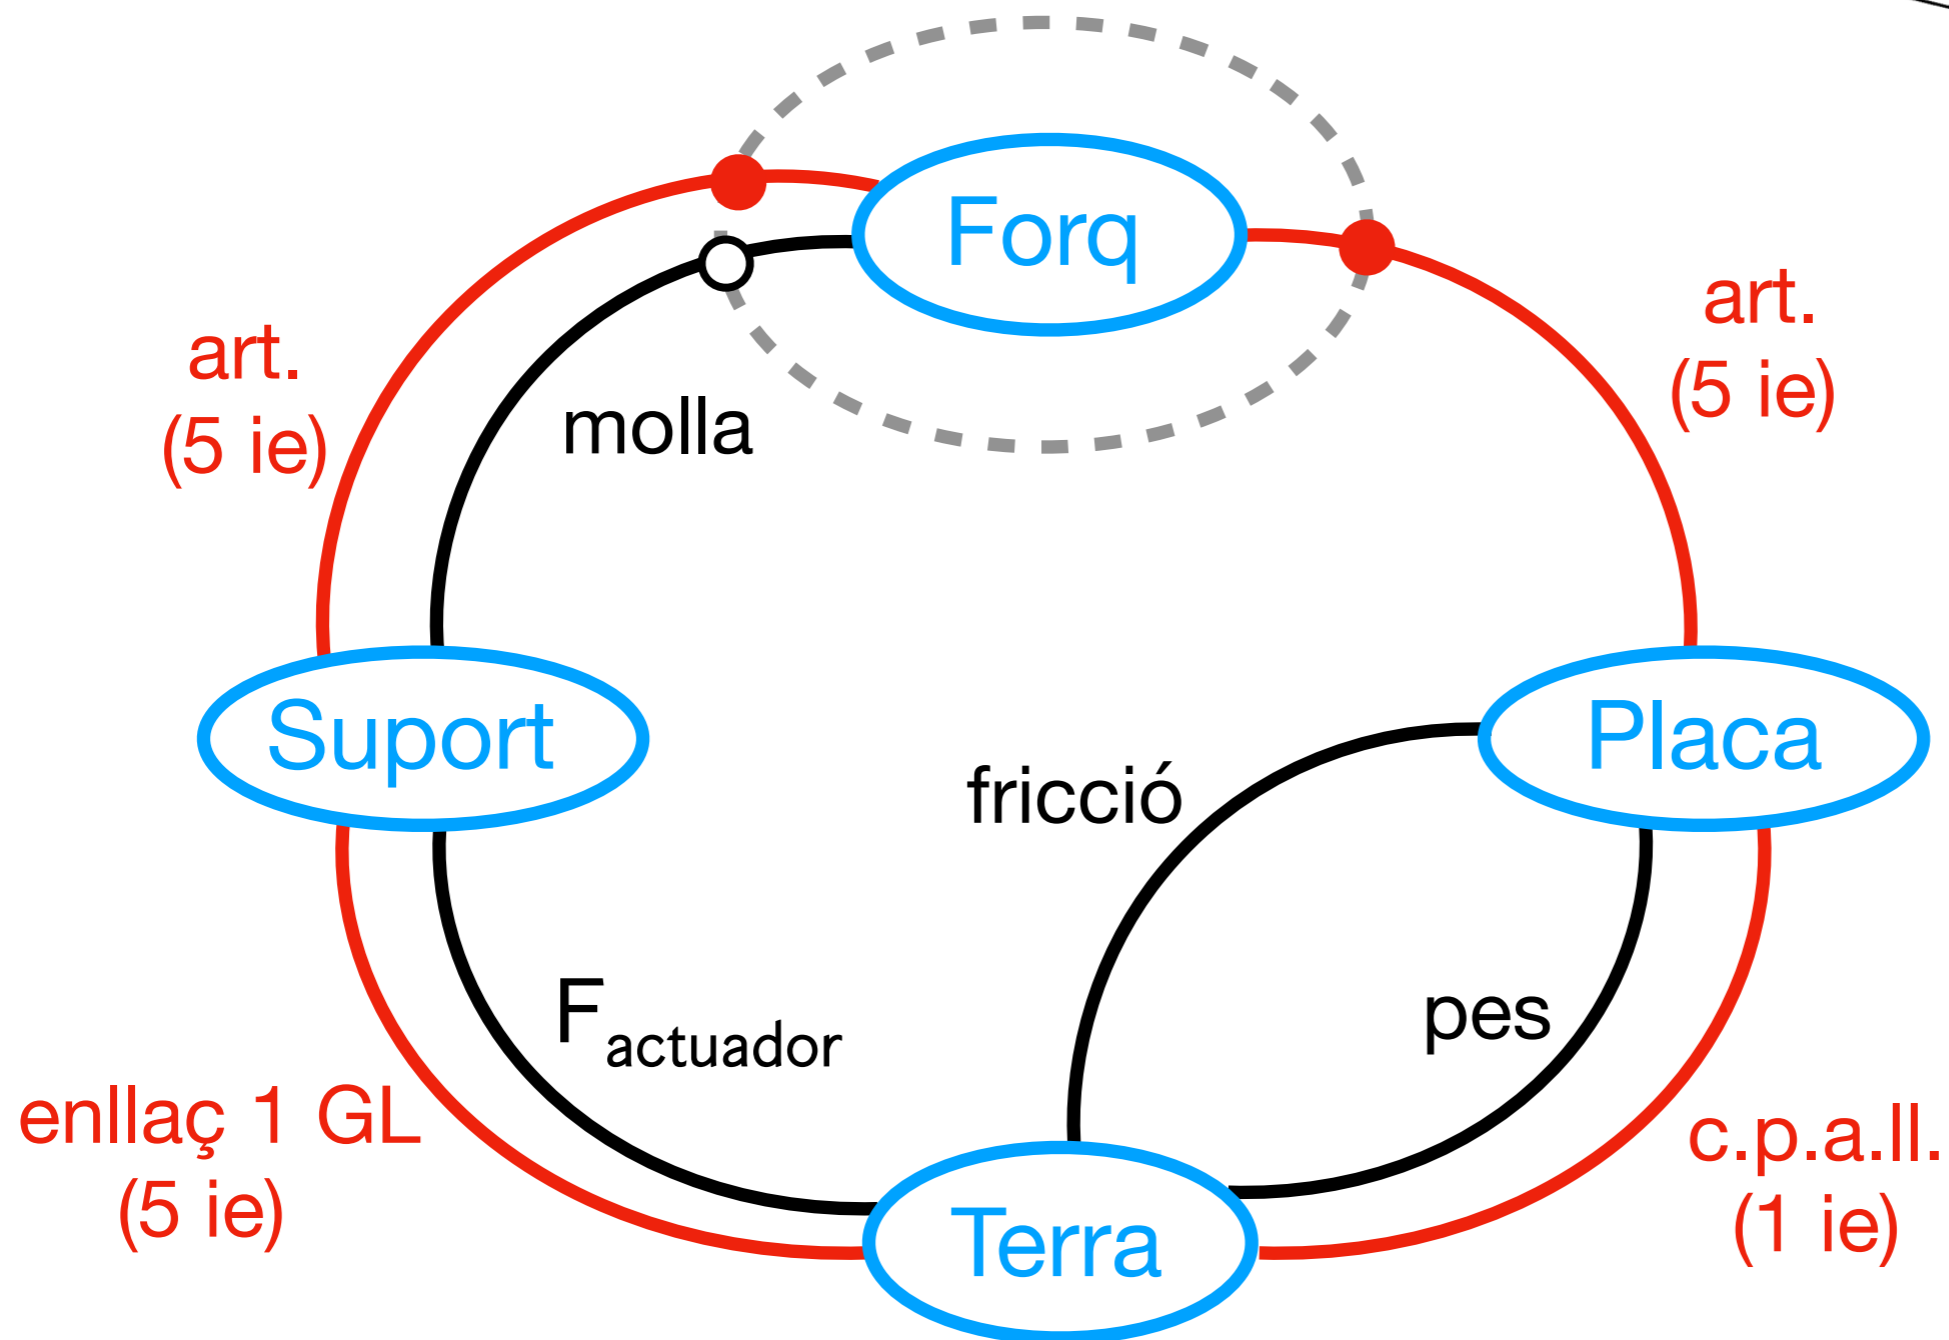 Forq
art.
(5 ie)
art.
(5 ie)
molla
Suport
fricció
Placa
F actuador
pes
enllaç 1 GL
(5 ie)
c.p.a.ll.
(1 ie)
Terra